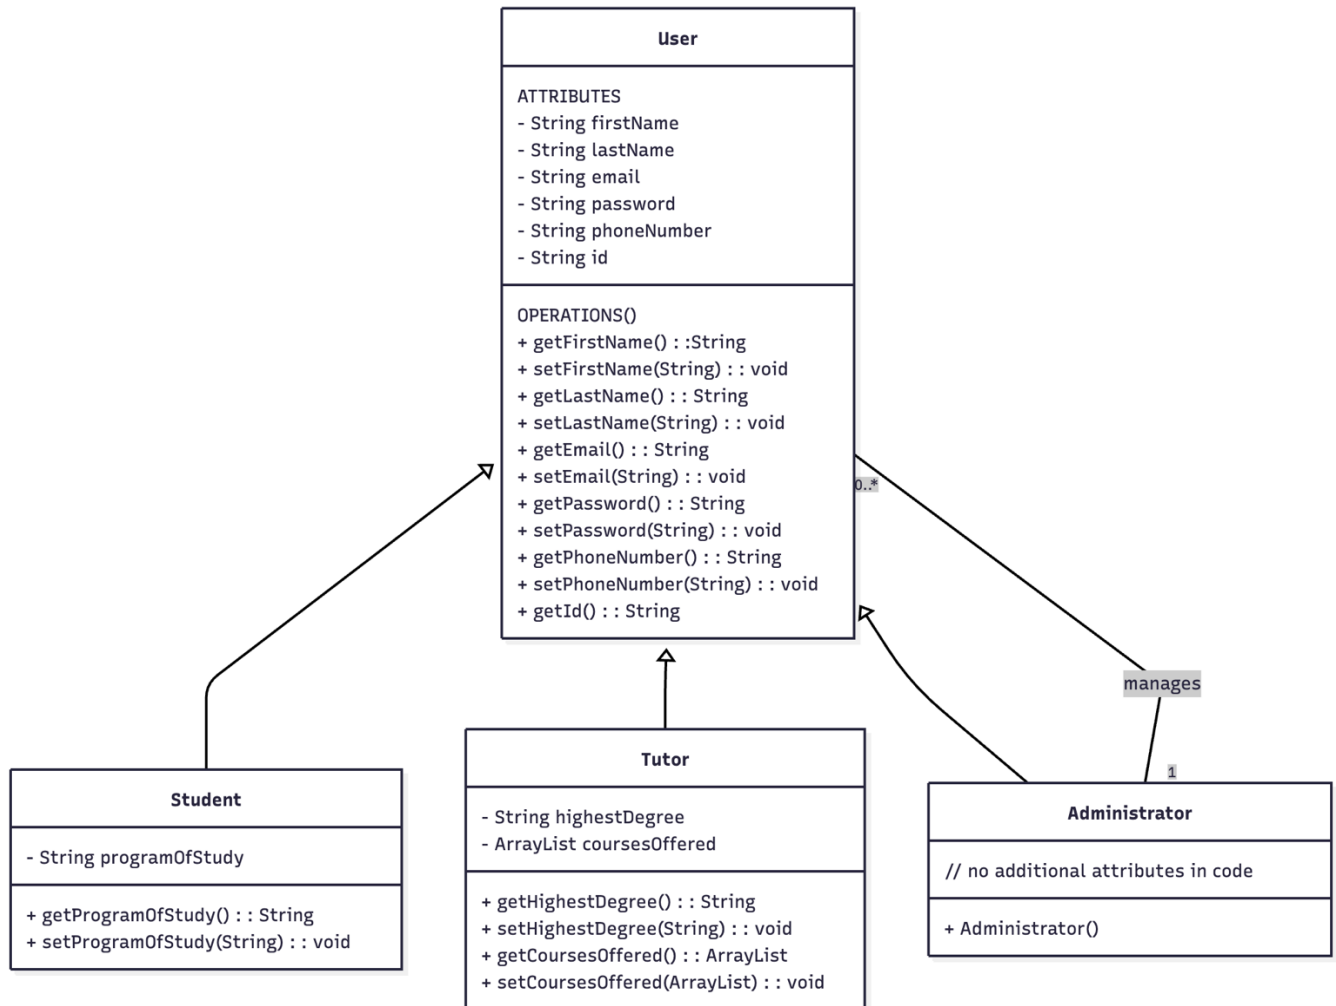 User
ATTRIBUTES
- String firstName
- String lastName
- String email
- String password
- String phoneNumber
- String id
OPERATIONS()
+ getFirstName() : :String
+ setFirstName(String) : : void
+ getLastName() : : String
+ setLastName(String) : : void
+ getEmail() : : String
+ setEmail(String) : : void
+ getPassword() : : String
+ setPassword(String) : : void
+ getPhoneNumber() : : String
+ setPhoneNumber(String) : : void
+ getId() : : String
0..*
manages
1
Student
- String programOfStudy
+ getProgramOfStudy() : : String
+ setProgramOfStudy(String) : : void
Tutor
- String highestDegree
- ArrayList coursesOffered
+ getHighestDegree() : : String
+ setHighestDegree(String) : : void
+ getCoursesOffered() : : ArrayList
+ setCoursesOffered(ArrayList) : : void
Administrator
// no additional attributes in code
+ Administrator()